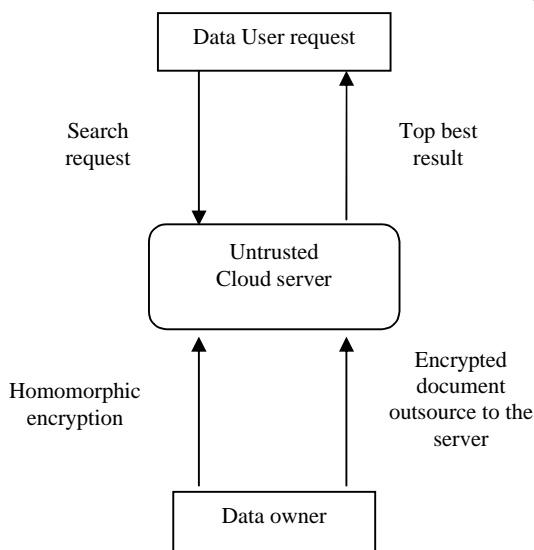 Data User request
Search
request
Top best
result
Untrusted
Cloud server
Homomorphic
encryption
Encrypted
document
outsource to the
server
Data owner